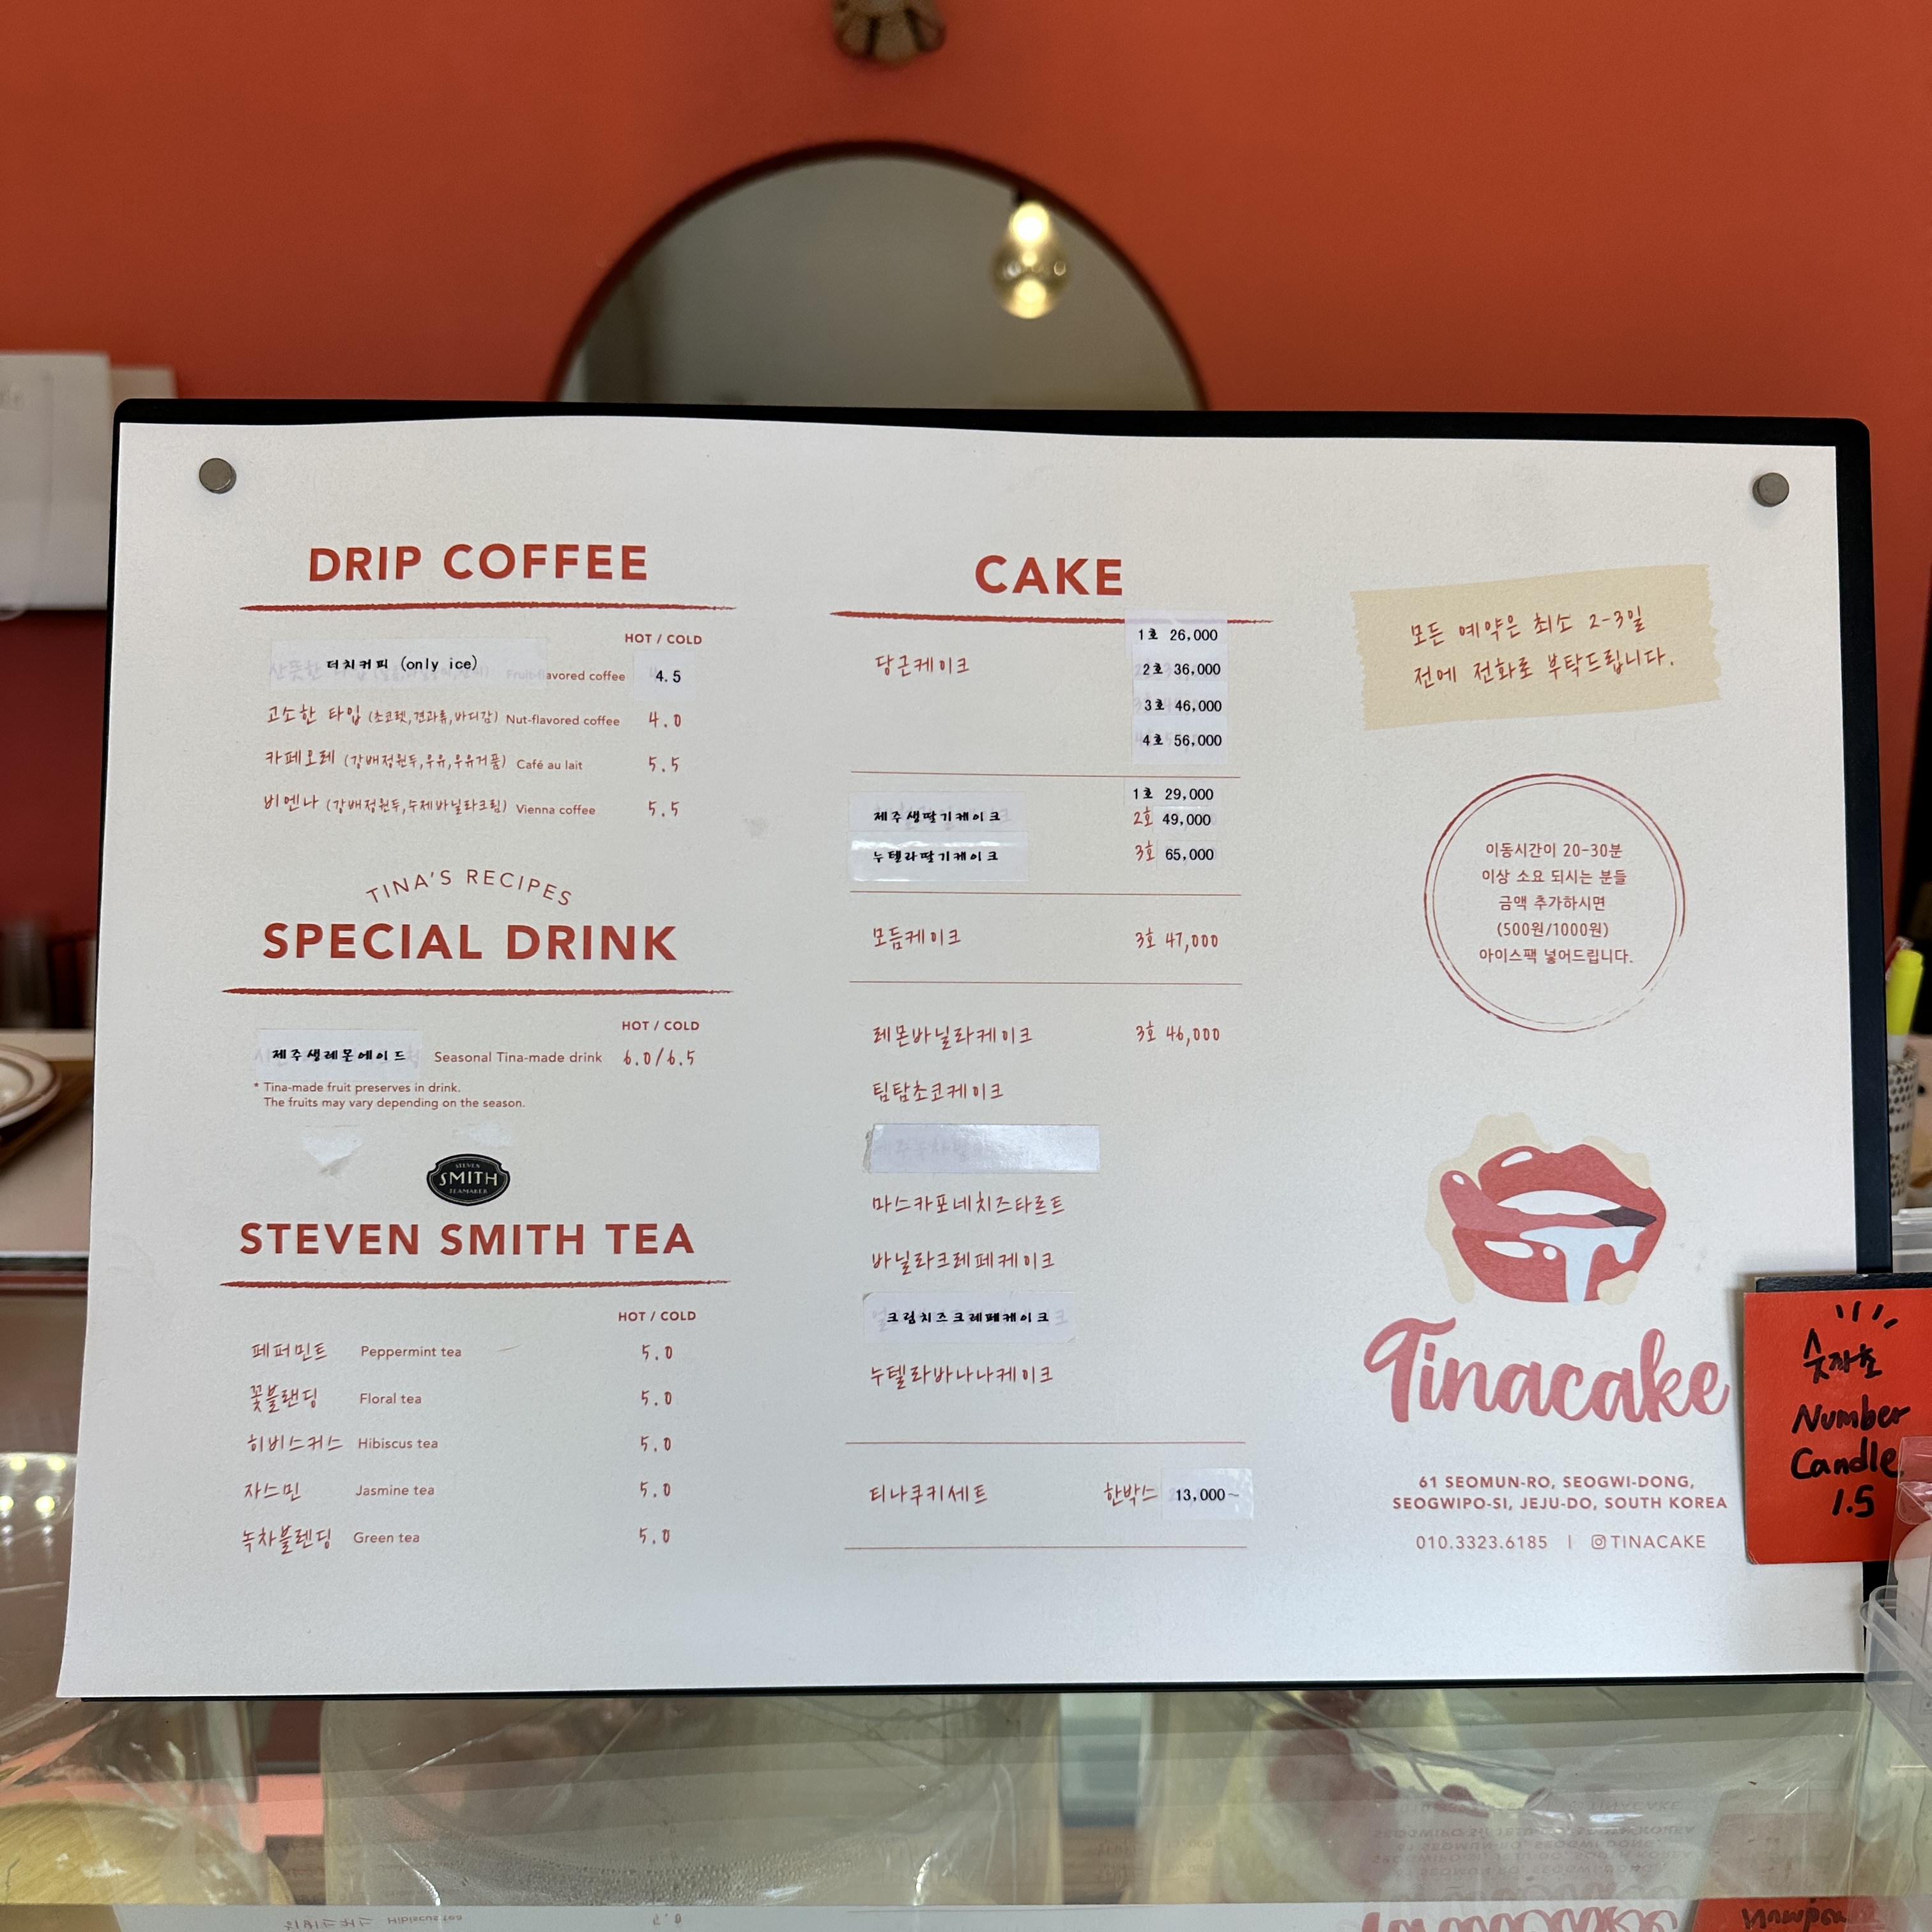 DRIP COFFEE
HOT / COLD
더치커피 (only ice) avored coffee 4.5
고소한 타입 (초코렛,견과류,바디감) Nut-flavored coffee 4.0
카페오레 (강배정원두,우유,우유거품) Café au lait 5.5
비엔나 (강배정원두,수제바닐라크림) Vienna coffee 5.5
TINA'S RECIPES
SPECIAL DRINK
HOT / COLD
제주생레몬에이드 Seasonal Tina-made drink 6.0/6.5
* Tina-made fruit preserves in drink.
The fruits may vary depending on the season.
STEVEN
SMITH
TEAMAKER
STEVEN SMITH TEA
HOT / COLD
페퍼민트 Peppermint tea 5.0
꽃블랜딩 Floral tea 5.0
히비스커스 Hibiscus tea 5.0
자스민 Jasmine tea 5.0
녹차블렌딩 Green tea 5.0
CAKE
1호 26,000
당근케이크 2호 36,000
3호 46,000
4호 56,000
1호 29,000
제주생딸기케이크 2호 49,000
누텔라딸기케이크 3호 65,000
모듬케이크 3호 47,000
레몬바닐라케이크 3호 46,000
팀탐초코케이크
마스카포네치즈타르트
바닐라크레페케이크
크림치즈크레페케이크
누텔라바나나케이크
티나쿠키세트 한박스 13,000~
모든 예약은 최소 2-3일
전에 전화로 부탁드립니다.
이동시간이 20-30분
이상 소요 되시는 분들
금액 추가하시면
(500원/1000원)
아이스팩 넣어드립니다.
Tinacake
61 SEOMUN-RO, SEOGWI-DONG,
SEOGWIPO-SI, JEJU-DO, SOUTH KOREA
010.3323.6185 | TINACAKE
숫자초
Number
Candle
1.5